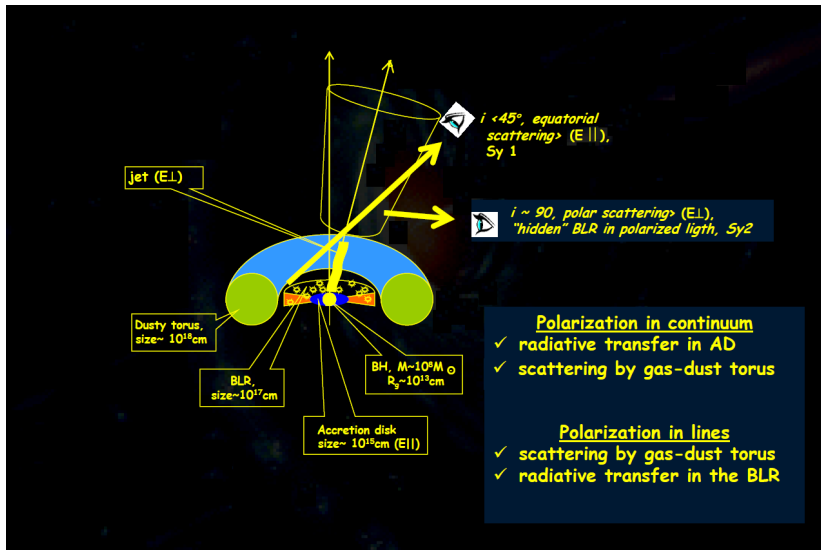 i <45°, equatorial
scattering> (E ||),
Sy 1
jet (E⊥)
i ~ 90, polar scattering> (E⊥),
"hidden" BLR in polarized ligth, Sy2
Dusty torus,
size~ 10¹⁸cm
BLR,
size~10¹⁷cm
BH, M~10⁸M ⊙
R_g~10¹³cm
Accretion disk
size~ 10¹⁵cm (E||)
Polarization in continuum
✓ radiative transfer in AD
✓ scattering by gas-dust torus
Polarization in lines
✓ scattering by gas-dust torus
✓ radiative transfer in the BLR